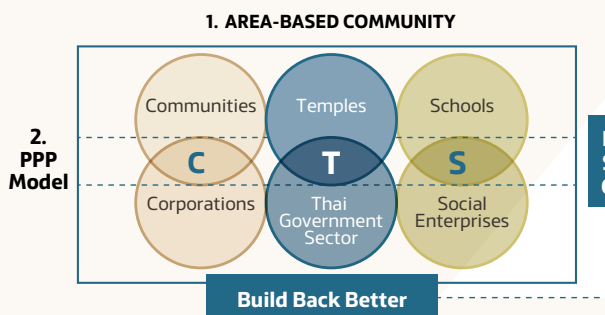 1. AREA-BASED COMMUNITY
2.
PPP
Model
Communities
Temples
Schools
C
T
S
Corporations
Thai
Government
Sector
Social
Enterprises
Build Back Better